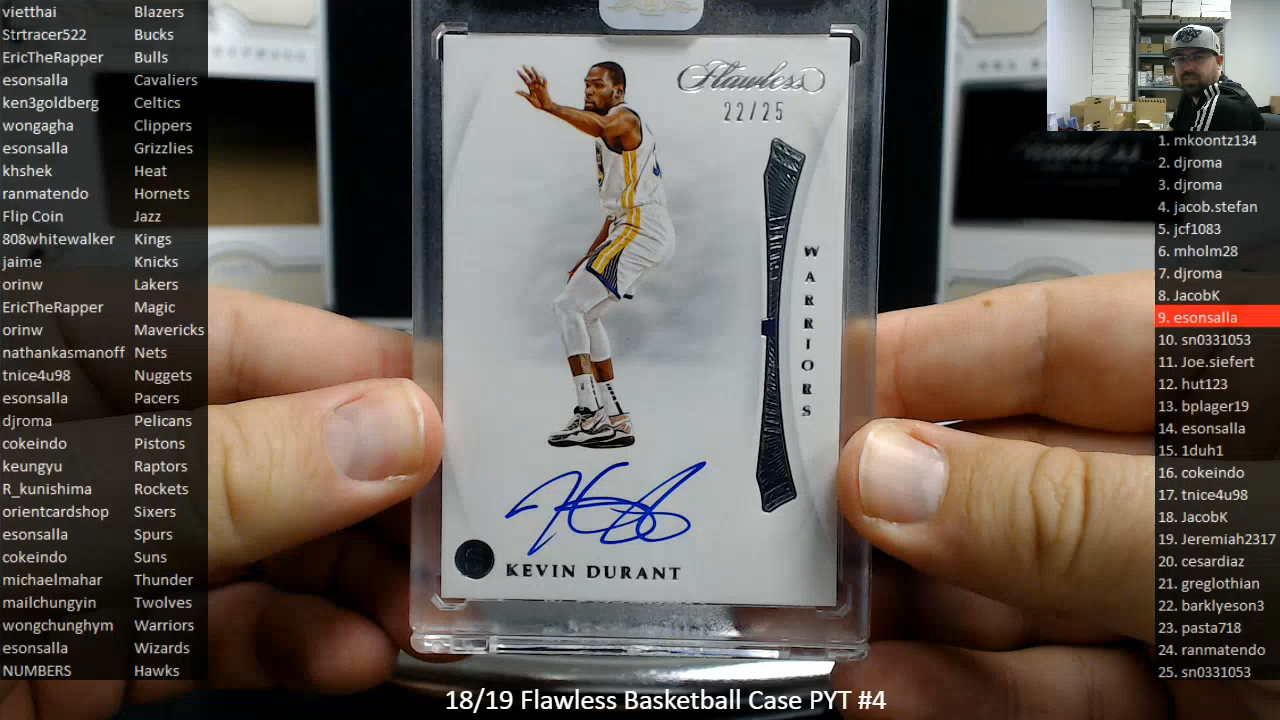 vietthai Blazers
Strtracer522 Bucks
EricTheRapper Bulls
esonsalla Cavaliers
ken3goldberg Celtics
wongagha Clippers
esonsalla Grizzlies
khshek Heat
ranmatendo Hornets
Flip Coin Jazz
808whitewalker Kings
jaime Knicks
orinw Lakers
EricTheRapper Magic
orinw Mavericks
nathankasmanoff Nets
tnice4u98 Nuggets
esonsalla Pacers
djroma Pelicans
cokeindo Pistons
keungyu Raptors
R_kunishima Rockets
orientcardshop Sixers
esonsalla Spurs
cokeindo Suns
michaelmahar Thunder
mailchungyin Twolves
wongchunghym Warriors
esonsalla Wizards
NUMBERS Hawks
Flawless
22/25
WARRIORS
KEVIN DURANT
1. mkoontz134
2. djroma
3. djroma
4. jacob.stefan
5. jcf1083
6. mholm28
7. djroma
8. JacobK
9. esonsalla
10. sn0331053
11. Joe.siefert
12. hut123
13. bplager19
14. esonsalla
15. 1duh1
16. cokeindo
17. tnice4u98
18. JacobK
19. Jeremiah2317
20. cesardiaz
21. greglothian
22. barklyeson3
23. pasta718
24. ranmatendo
25. sn0331053
18/19 Flawless Basketball Case PYT #4